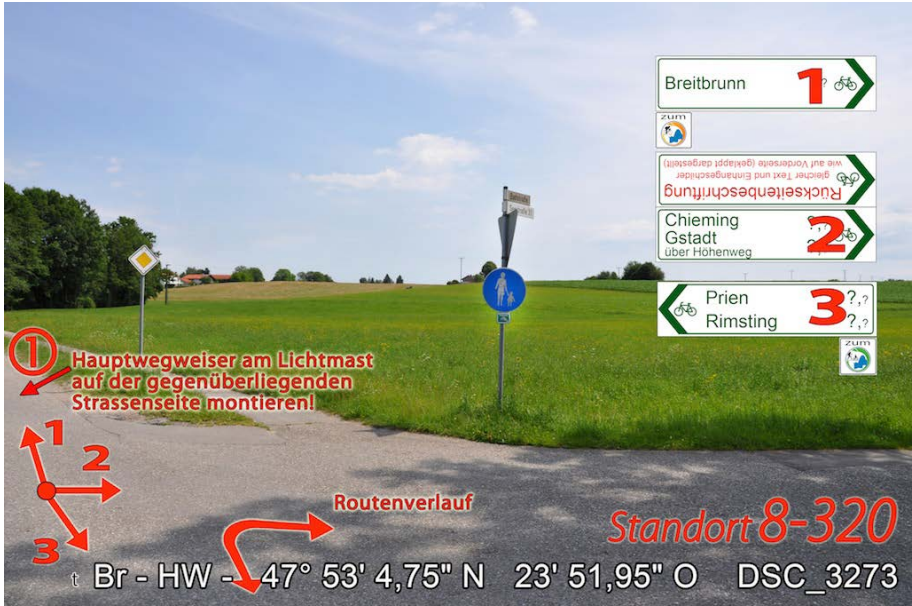 Breitbrunn
1
?
zum
Rückseitenbeschriftung
gleicher Text und Einhängeschilder
wie auf Vorderseite (geklappt dargestellt)
Chieming
Gstadt
über Höhenweg
2
?,
Prien
Rimsting
3
?,?
?,?
zum
1
Hauptwegweiser am Lichtmast
auf der gegenüberliegenden
Strassenseite montieren!
1
2
3
Routenverlauf
Standort 8-320
t Br - HW - 47° 53' 4,75" N 23' 51,95" O DSC_3273